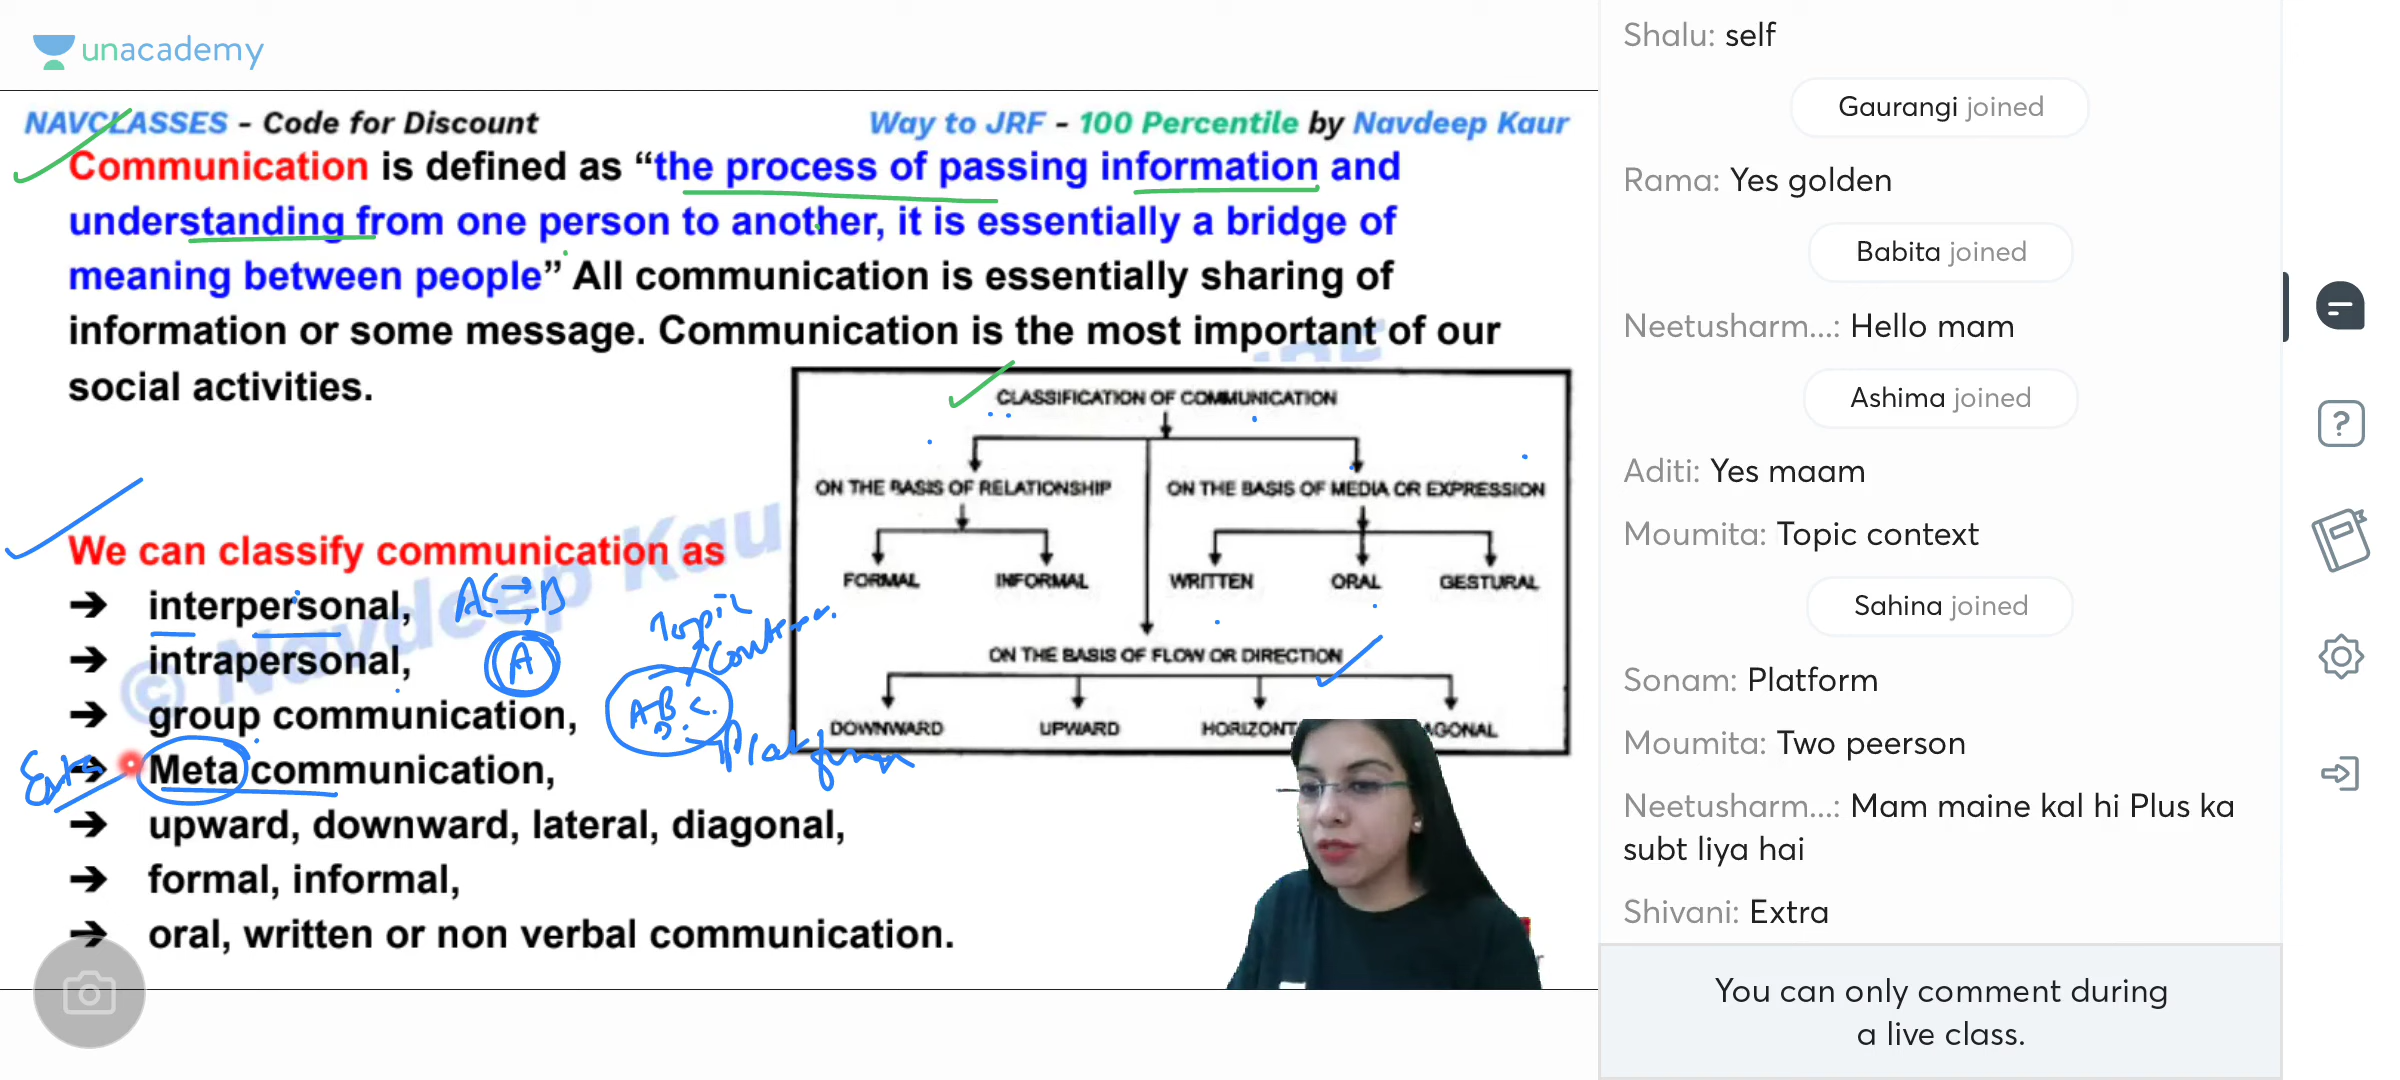 unacademy
NAVCLASSES - Code for Discount
Way to JRF - 100 Percentile by Navdeep Kaur
Communication is defined as “the process of passing information and
understanding from one person to another, it is essentially a bridge of
meaning between people” All communication is essentially sharing of
information or some message. Communication is the most important of our
social activities.
We can classify communication as
➔ interpersonal,
➔ intrapersonal,
➔ group communication,
➔ Meta communication,
➔ upward, downward, lateral, diagonal,
➔ formal, informal,
➔ oral, written or non verbal communication.
© Navdeep Kau
A B
A
Topic
A B C
D
Platform
Extra
CLASSIFICATION OF COMMUNICATION
ON THE BASIS OF RELATIONSHIP
ON THE BASIS OF MEDIA OR EXPRESSION
FORMAL
INFORMAL
WRITTEN
ORAL
GESTURAL
ON THE BASIS OF FLOW OR DIRECTION
DOWNWARD
UPWARD
HORIZONT
AGONAL
Shalu: self
Gaurangi joined
Rama: Yes golden
Babita joined
Neetusharm...: Hello mam
Ashima joined
Aditi: Yes maam
Moumita: Topic context
Sahina joined
Sonam: Platform
Moumita: Two peerson
Neetusharm...: Mam maine kal hi Plus ka
subt liya hai
Shivani: Extra
You can only comment during
a live class.